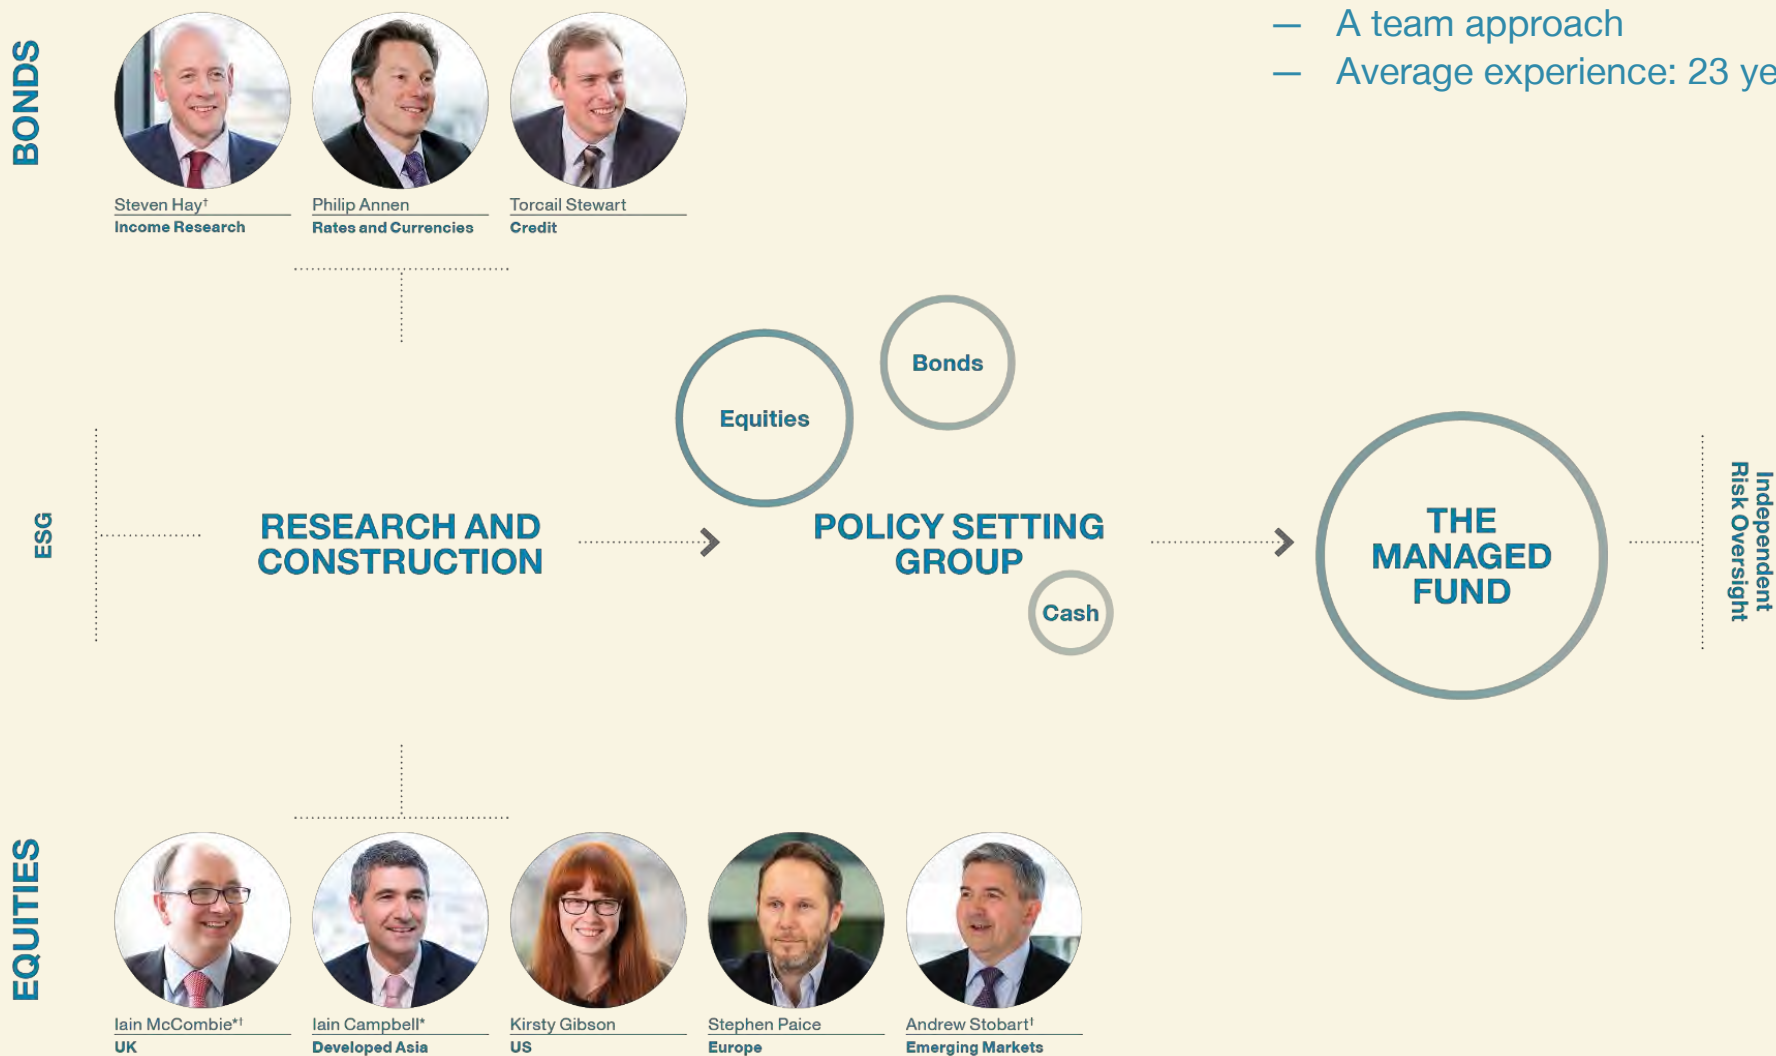 — A team approach
— Average experience: 23
BONDS
Steven Hay†
Income Research
Philip Annen
Rates and Currencies
Torcail Stewart
Credit
Bonds
Equities
ESG
RESEARCH AND
CONSTRUCTION
POLICY SETTING
GROUP
Cash
THE
MANAGED
FUND
Independent
Risk Oversight
EQUITIES
Iain McCombie*†
UK
Iain Campbell*
Developed Asia
Kirsty Gibson
US
Stephen Paice
Europe
Andrew Stobart†
Emerging Markets